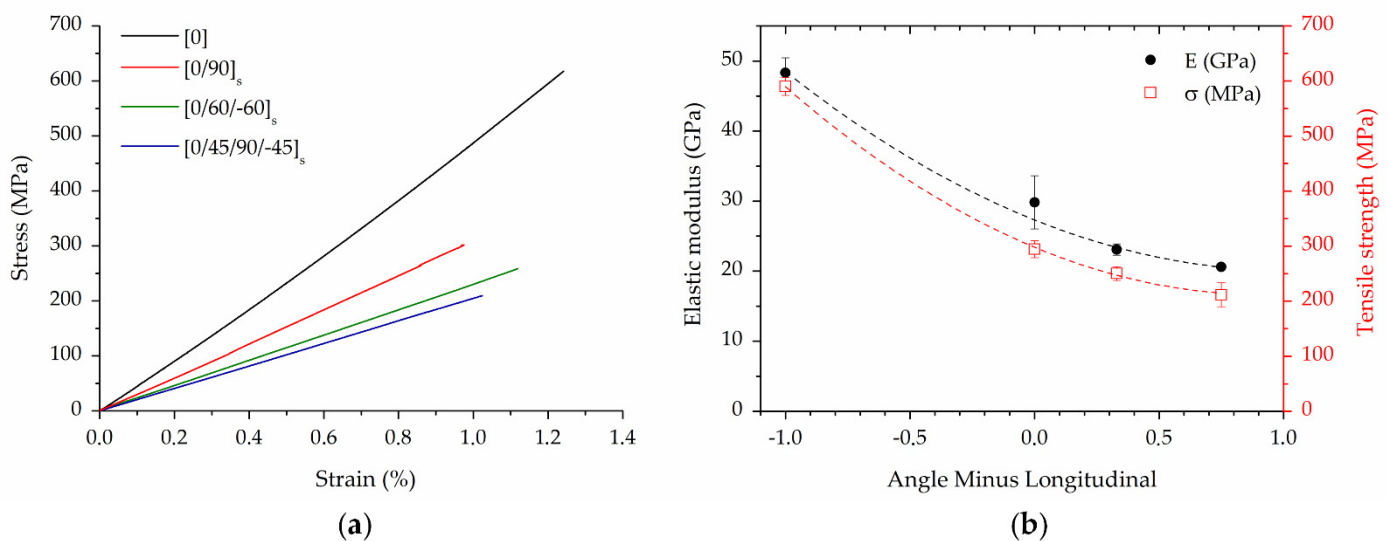 700
600
500
400
300
200
100
0
Stress (MPa)
[0]
[0/90]s
[0/60/-60]s
[0/45/90/-45]s
0.0 0.2 0.4 0.6 0.8 1.0 1.2 1.4
Strain (%)
(a)
50
40
30
20
10
0
Elastic modulus (GPa)
E (GPa)
σ (MPa)
700
600
500
400
300
200
100
0
Tensile strength (MPa)
-1.0 -0.5 0.0 0.5 1.0
Angle Minus Longitudinal
(b)